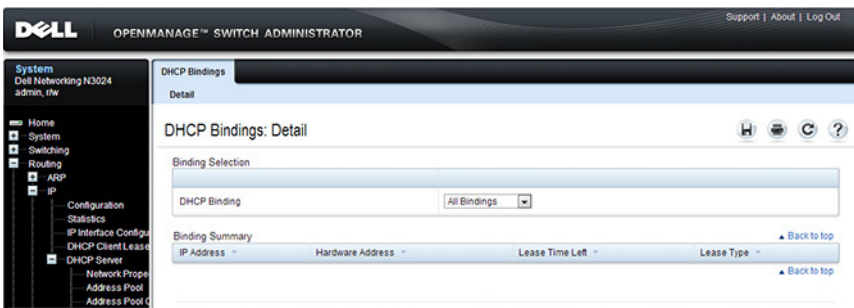 Support | About | Log Out
DELL OPENMANAGE™ SWITCH ADMINISTRATOR
System
Dell Networking N3024
admin, r/w
Home
System
Switching
Routing
ARP
IP
Configuration
Statistics
IP Interface Configu
DHCP Client Lease
DHCP Server
Network Prope
Address Pool
Address Pool O
DHCP Bindings
Detail
DHCP Bindings: Detail
Binding Selection
DHCP Binding All Bindings
Binding Summary
Back to top
IP Address Hardware Address Lease Time Left Lease Type
Back to top